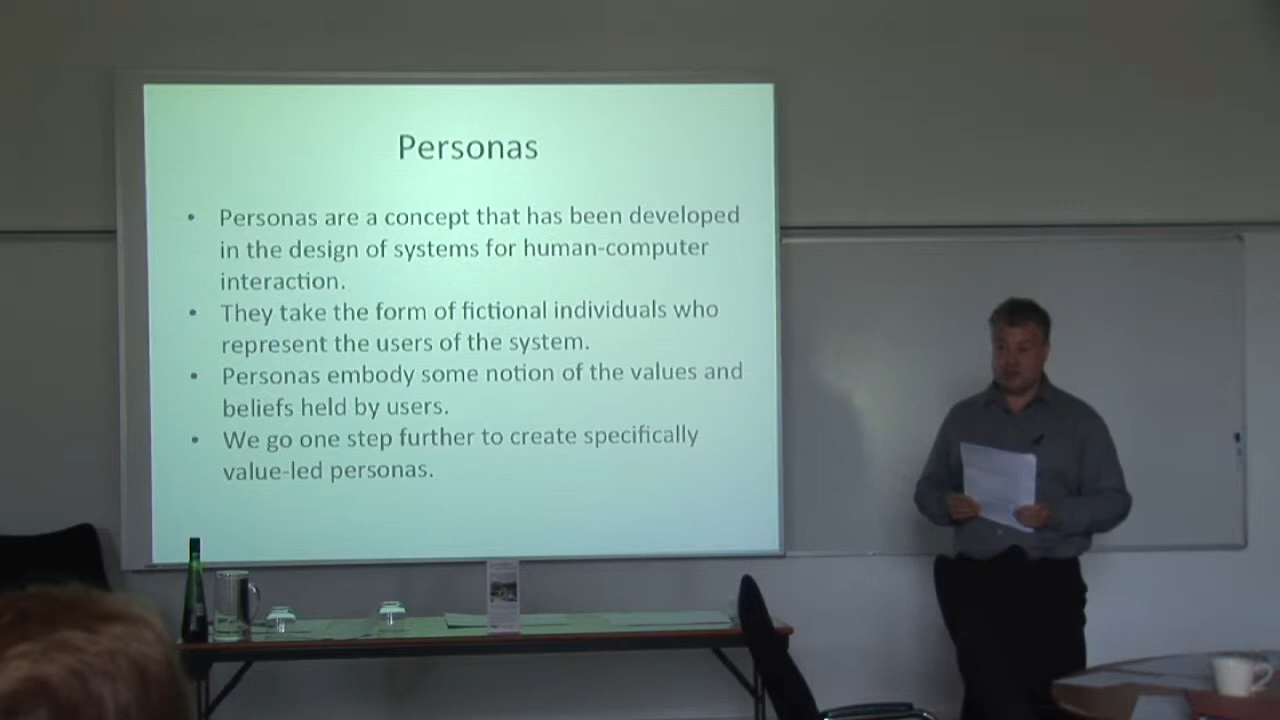 Personas
• Personas are a concept that has been developed
in the design of systems for human-computer
interaction.
• They take the form of fictional individuals who
represent the users of the system.
• Personas embody some notion of the values and
beliefs held by users.
• We go one step further to create specifically
value-led personas.